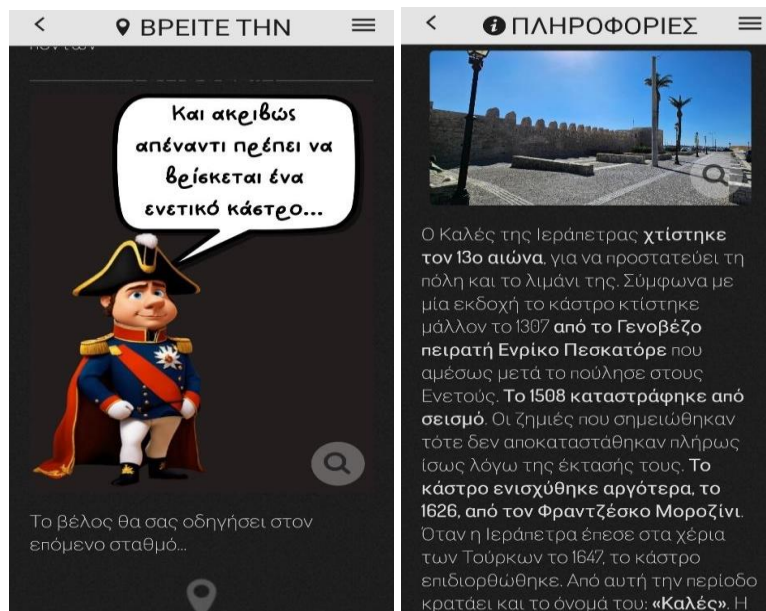 ΒΡΕΙΤΕ ΤΗΝ
Και ακριβώς
απέναντι πρέπει να
βρίσκεται ένα
ενετικό κάστρο...
Το βέλος θα σας οδηγήσει στον
επόμενο σταθμό...
ΠΛΗΡΟΦΟΡΙΕΣ
Ο Καλές της Ιεράπετρας χτίστηκε
τον 13ο αιώνα, για να προστατεύει τη
πόλη και το λιμάνι της. Σύμφωνα με
μία εκδοχή το κάστρο κτίστηκε
μάλλον το 1307 από το Γενοβέζο
πειρατή Ενρίκο Πεσκατόρε που
αμέσως μετά το πούλησε στους
Ενετούς. Το 1508 καταστράφηκε από
σεισμό. Οι ζημιές που σημειώθηκαν
τότε δεν αποκαταστάθηκαν πλήρως
ίσως λόγω της έκτασής τους. Το
κάστρο ενισχύθηκε αργότερα, το
1626, από τον Φραντζέσκο Μοροζίνι.
Όταν η Ιεράπετρα έπεσε στα χέρια
των Τούρκων το 1647, το κάστρο
επιδιορθώθηκε. Από αυτή την περίοδο
κρατάει και το όνομά του: «Καλές». Η